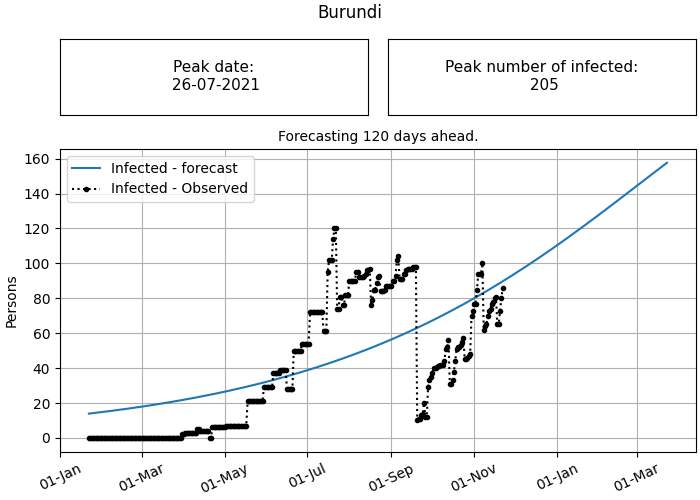 Burundi
Peak date:
26-07-2021
Peak number of infected:
205
Forecasting 120 days ahead.
Infected - forecast
Infected - Observed
Persons
160
140
120
100
80
60
40
20
0
01-Jan
01-Mar
01-May
01-Jul
01-Sep
01-Nov
01-Jan
01-Mar